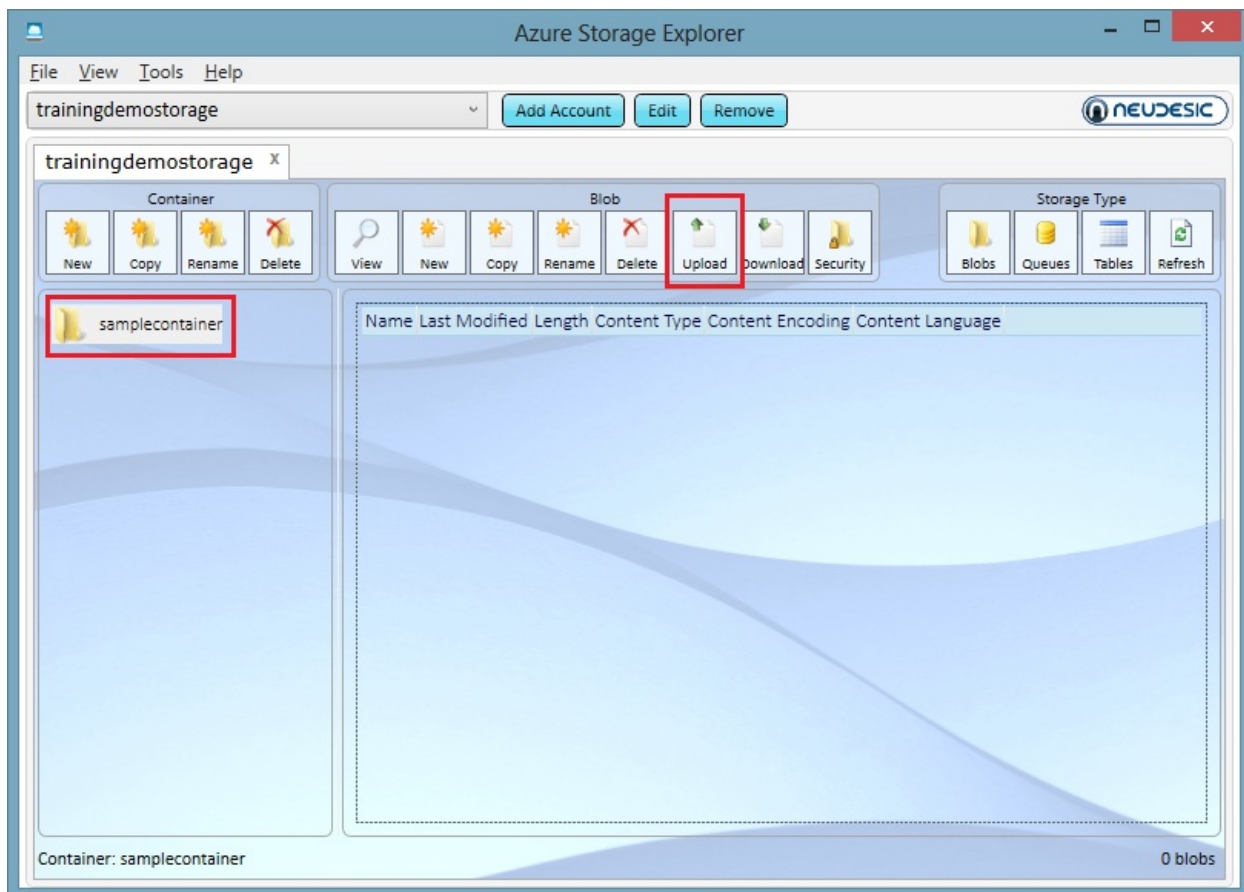 Azure Storage Explorer
File View Tools Help
trainingdemostorage Add Account Edit Remove NEUDESIC
trainingdemostorage X
Container Blob Storage Type
New Copy Rename Delete View New Copy Rename Delete Upload Download Security Blobs Queues Tables Refresh
samplecontainer
Name Last Modified Length Content Type Content Encoding Content Language
Container: samplecontainer 0 blobs